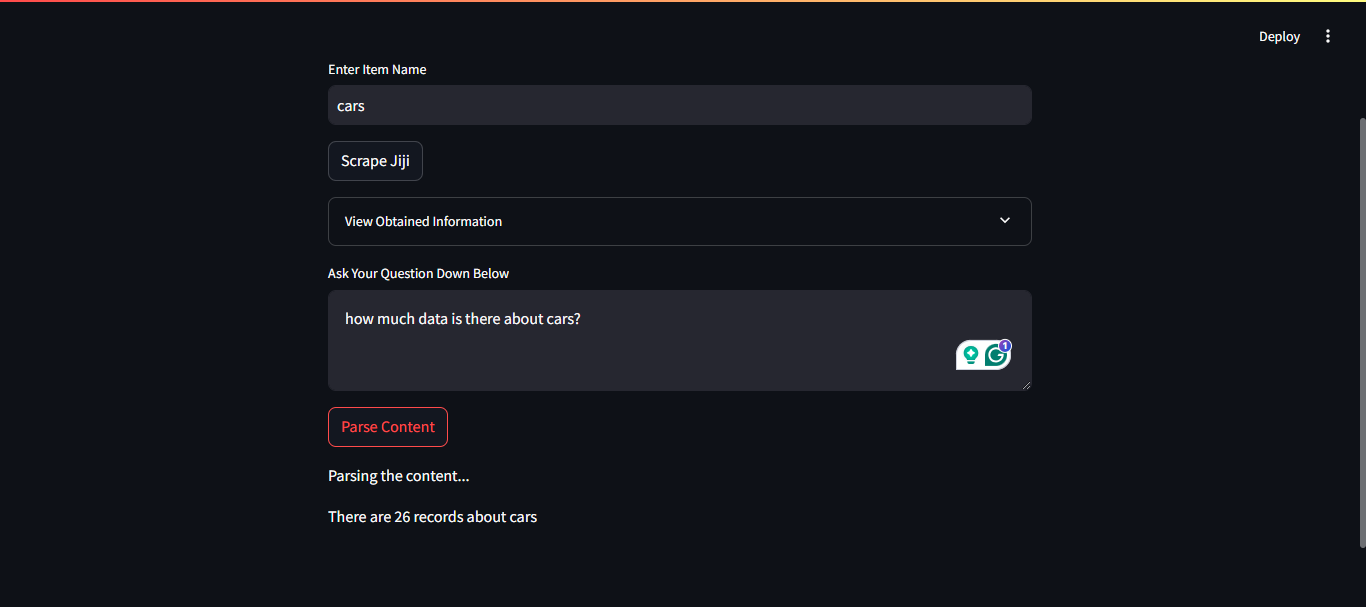 Deploy
Enter Item Name
cars
Scrape Jiji
View Obtained Information
Ask Your Question Down Below
how much data is there about cars?
1
Parse Content
Parsing the content...
There are 26 records about cars